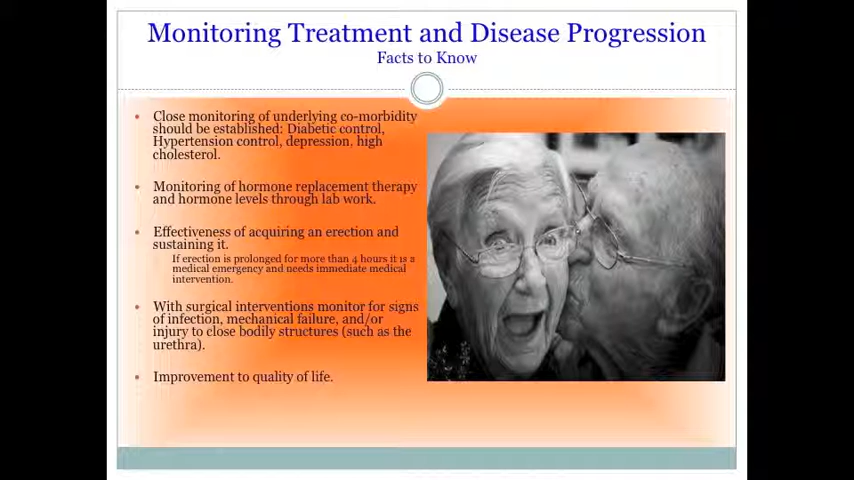 Monitoring Treatment and Disease Progression
Facts to Know
Close monitoring of underlying co-morbidity
should be established: Diabetic control,
Hypertension control, depression, high
cholesterol.
Monitoring of hormone replacement therapy
and hormone levels through lab work.
Effectiveness of acquiring an erection and
sustaining it.
If erection is prolonged for more than 4 hours it is a
medical emergency and needs immediate medical
intervention.
With surgical interventions monitor for signs
of infection, mechanical failure, and/or
injury to close bodily structures (such as the
urethra).
Improvement to quality of life.